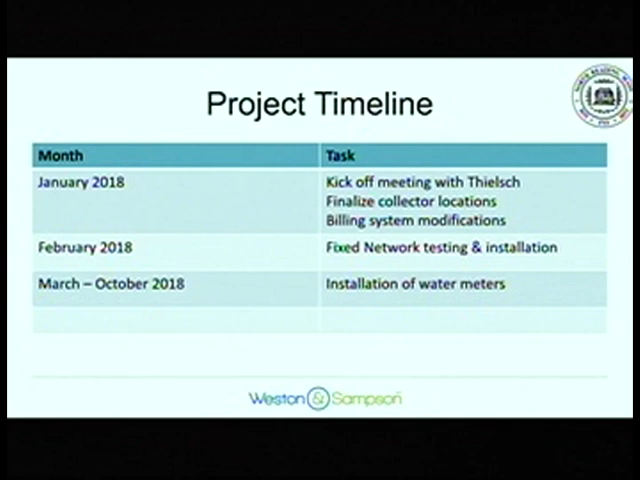 Project Timeline
Month Task
January 2018 Kick off meeting with Thielsch
Finalize collector locations
Billing system modifications
February 2018 Fixed Network testing & installation
March – October 2018 Installation of water meters
Weston & Sampson